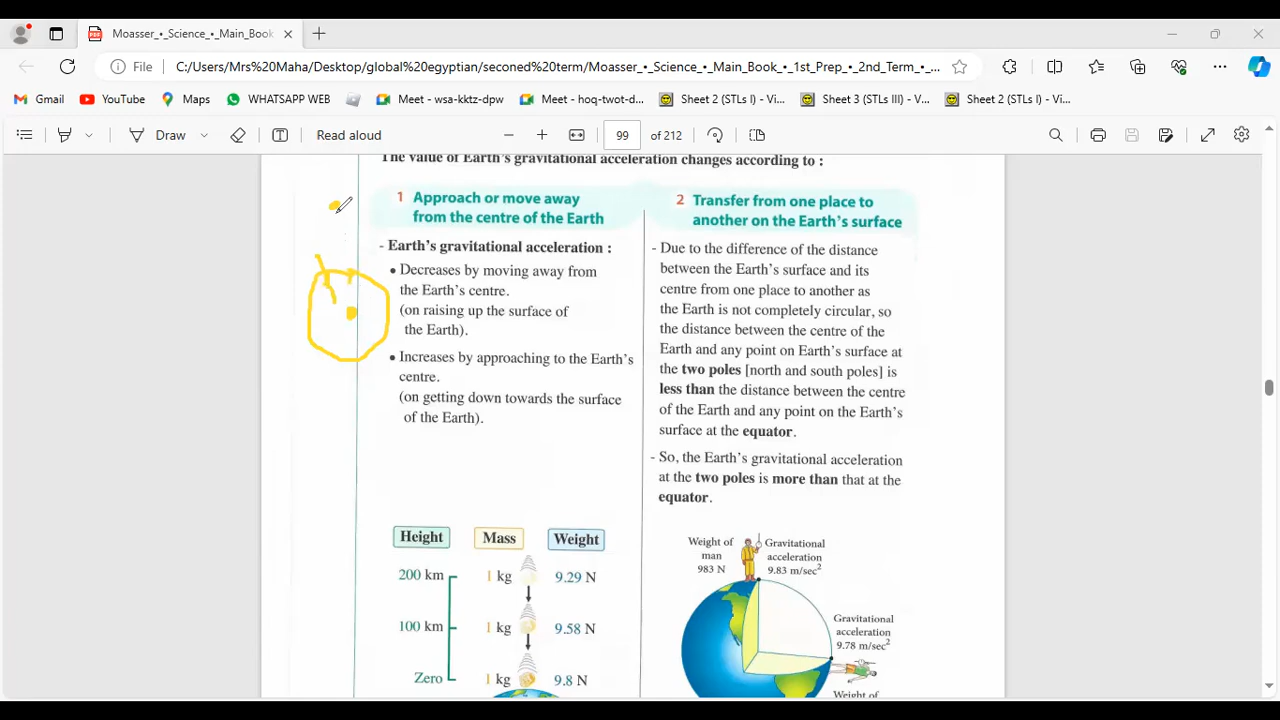 Moasser_•_Science_•_Main_Book
File
C:/Users/Mrs%20Maha/Desktop/global%20egyptian/seconed%20term/Moasser_•_Science_•_Main_Book_•_1st_Prep_•_2nd_Term_•_...
Gmail
YouTube
Maps
WHATSAPP WEB
Meet - wsa-kktz-dpw
Meet - hoq-twot-d...
Sheet 2 (STLs I) - Vi...
Sheet 3 (STLs III) - V...
Sheet 2 (STLs I) - Vi...
Draw
Read aloud
99
of 212
The value of Earth's gravitational acceleration changes according to :
1 Approach or move away
from the centre of the Earth
- Earth's gravitational acceleration :
• Decreases by moving away from
the Earth's centre.
(on raising up the surface of
the Earth).
• Increases by approaching to the Earth's
centre.
(on getting down towards the surface
of the Earth).
Height Mass Weight
200 km 1 kg 9.29 N
100 km 1 kg 9.58 N
Zero 1 kg 9.8 N
2 Transfer from one place to
another on the Earth's surface
- Due to the difference of the distance
between the Earth's surface and its
centre from one place to another as
the Earth is not completely circular, so
the distance between the centre of the
Earth and any point on Earth's surface at
the two poles [north and south poles] is
less than the distance between the centre
of the Earth and any point on the Earth's
surface at the equator.
- So, the Earth's gravitational acceleration
at the two poles is more than that at the
equator.
Weight of
man
983 N
Gravitational
acceleration
9.83 m/sec²
Gravitational
acceleration
9.78 m/sec²
Weight of